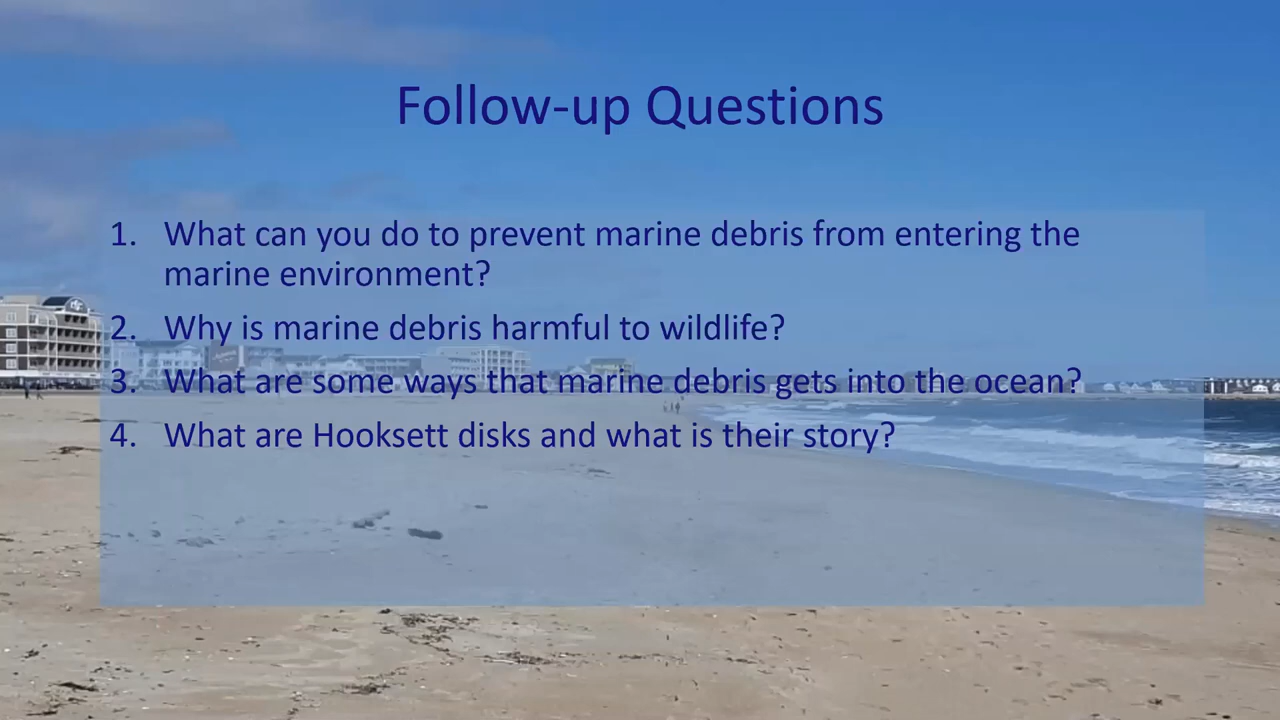 Follow-up Questions
1. What can you do to prevent marine debris from entering the
marine environment?
2. Why is marine debris harmful to wildlife?
3. What are some ways that marine debris gets into the ocean?
4. What are Hooksett disks and what is their story?